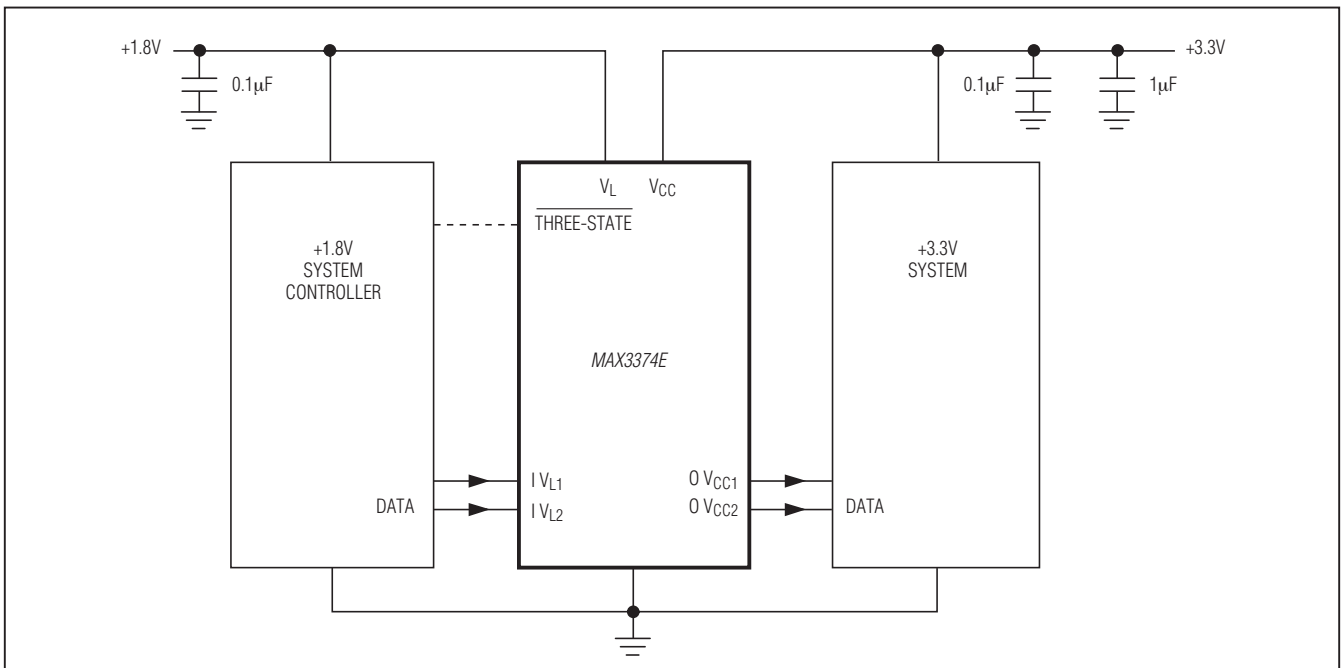 +1.8V
0.1µF
0.1µF
1µF
+3.3V
VL
VCC
THREE-STATE
+1.8V
SYSTEM
CONTROLLER
+3.3V
SYSTEM
MAX3374E
I VL1
O VCC1
DATA
I VL2
O VCC2
DATA